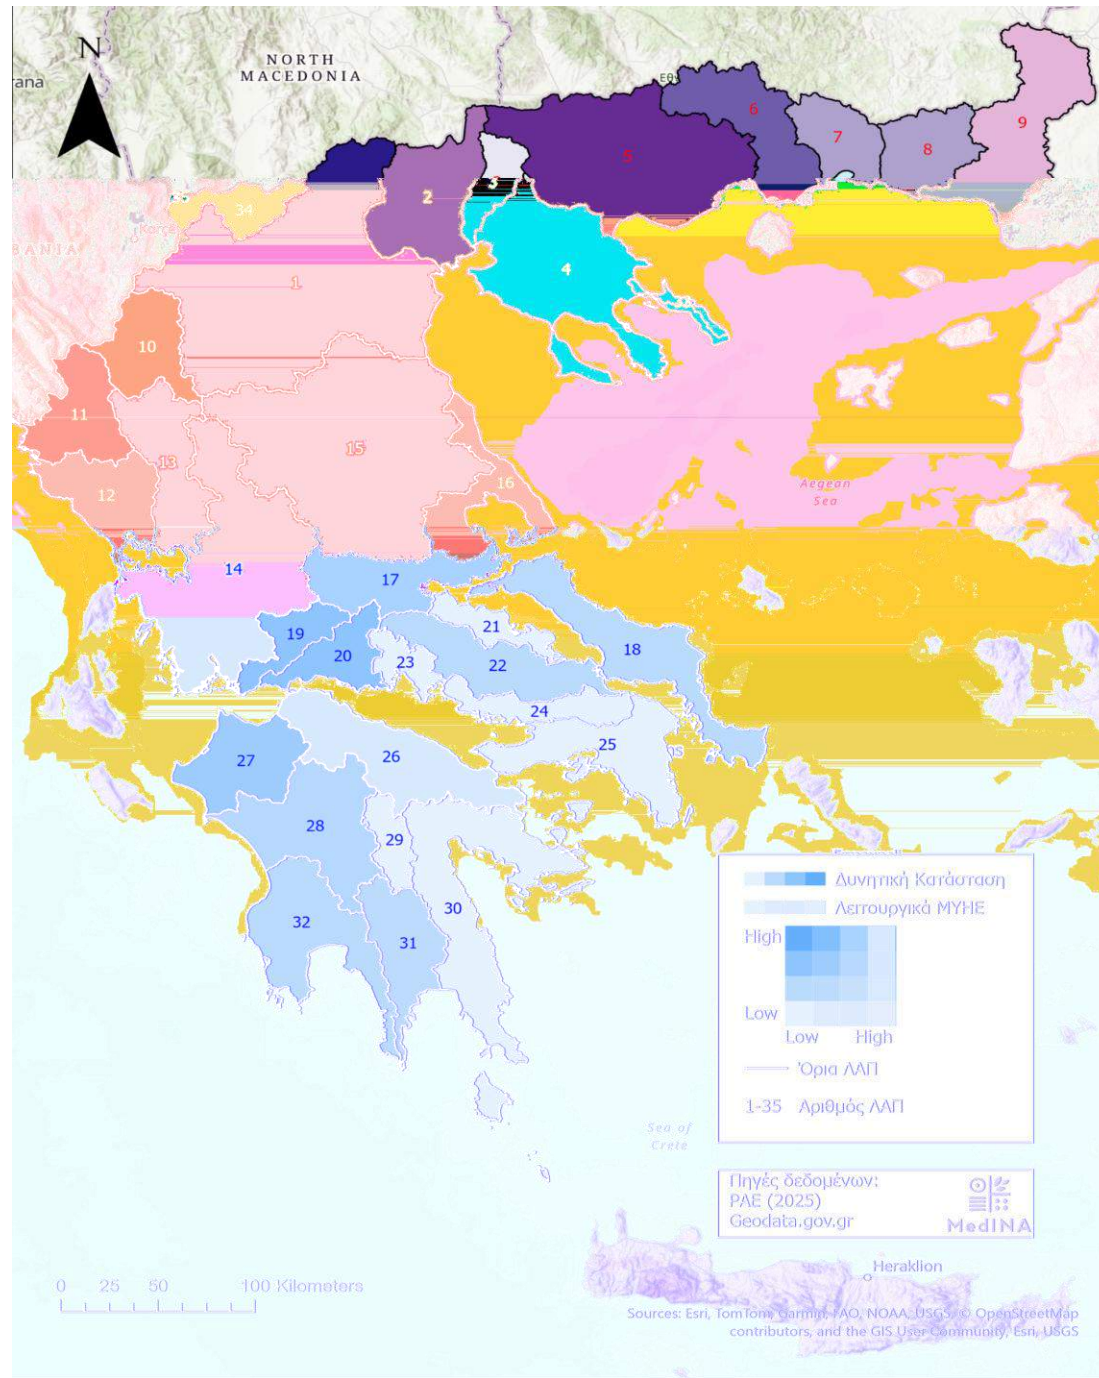 N
NORTH
MACEDONIA
rana
6
5
7
8
9
3
2
34
Korçë
BANIA
4
1
10
11
15
13
16
12
Aegean
Sea
14
17
19
21
18
20
23
22
24
25
ns
27
26
28
29
32
30
31
Δυνητική Κατάσταση
Λειτουργικά ΜΥΗΕ
High
Low
Low High
Όρια ΛΑΠ
1-35 Αριθμός ΛΑΠ
Sea of
Crete
Πηγές δεδομένων:
ΡΑΕ (2025)
Geodata.gov.gr
MedINA
Heraklion
0 25 50 100 Kilometers
Sources: Esri, TomTom, Garmin, FAO, NOAA, USGS, © OpenStreetMap
contributors, and the GIS User Community, Esri, USGS